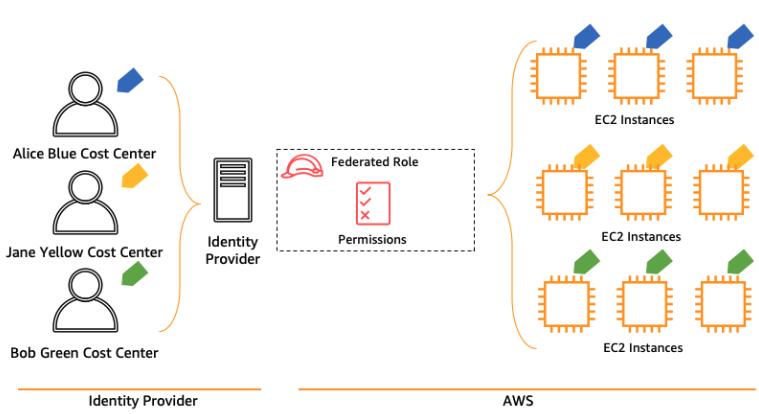 Alice Blue Cost Center
Jane Yellow Cost Center
Bob Green Cost Center
Identity
Provider
Federated Role
Permissions
EC2 Instances
EC2 Instances
EC2 Instances
Identity Provider
AWS